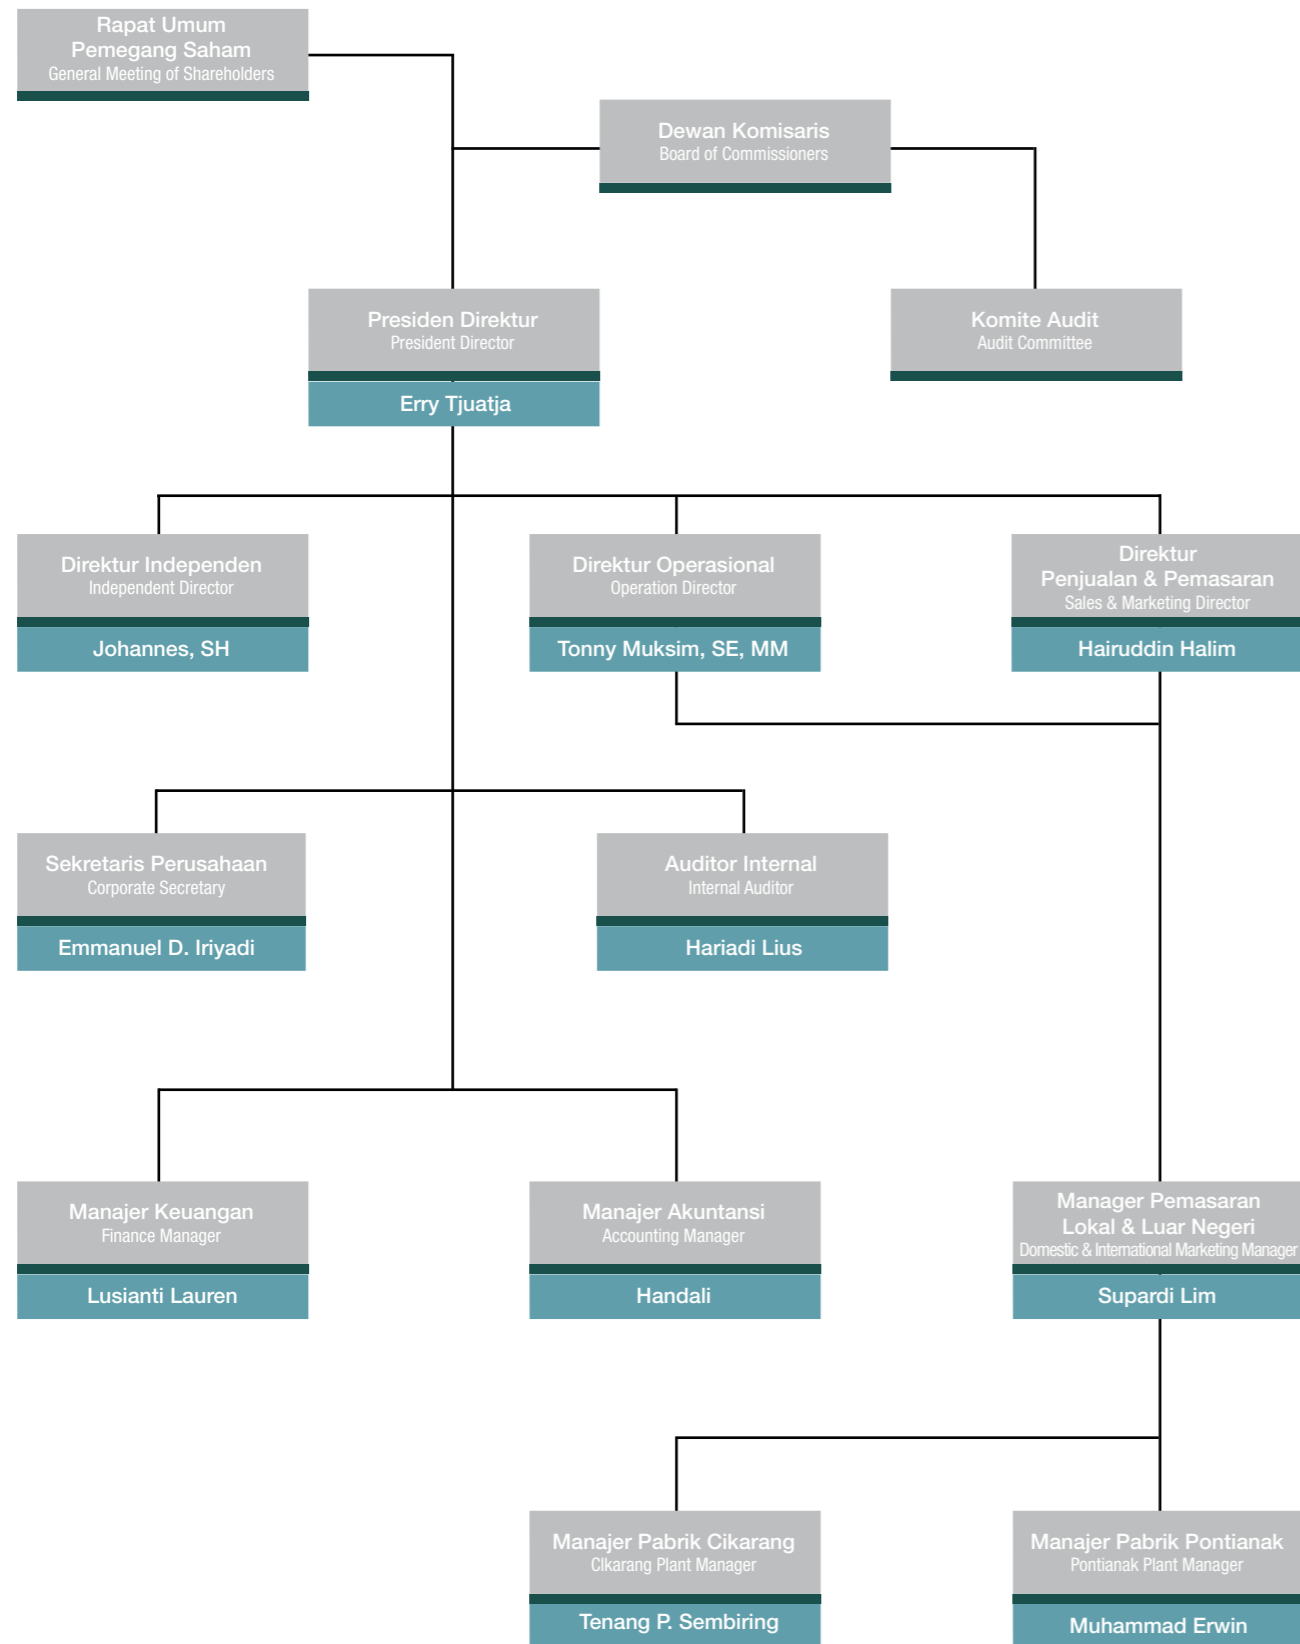 Rapat Umum
Pemegang Saham
General Meeting of Shareholders
Dewan Komisaris
Board of Commissioners
Presiden Direktur
President Director
Erry Tjuatja
Komite Audit
Audit Committee
Direktur Independen
Independent Director
Johannes, SH
Direktur Operasional
Operation Director
Tonny Muksim, SE, MM
Direktur
Penjualan & Pemasaran
Sales & Marketing Director
Hairuddin Halim
Sekretaris Perusahaan
Corporate Secretary
Emmanuel D. Iriyadi
Auditor Internal
Internal Auditor
Hariadi Lius
Manajer Keuangan
Finance Manager
Lusianti Lauren
Manajer Akuntansi
Accounting Manager
Handali
Manager Pemasaran
Lokal & Luar Negeri
Domestic & International Marketing Manager
Supardi Lim
Manajer Pabrik Cikarang
CIkarang Plant Manager
Tenang P. Sembiring
Manajer Pabrik Pontianak
Pontianak Plant Manager
Muhammad Erwin